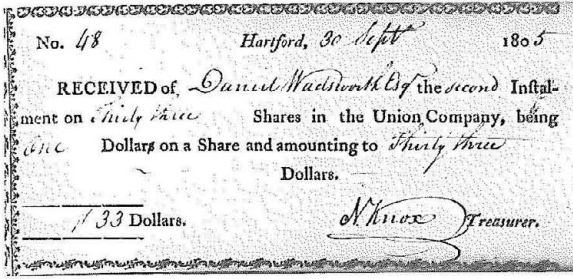 No. 48 Hartford, 30 Sept 1805
RECEIVED of Daniel Wadsworth Esqr the second Instal-
ment on Thirty three Shares in the Union Company, being
One Dollars on a Share and amounting to Thirty three
Dollars.
$ 33 Dollars. N Knox Treasurer.